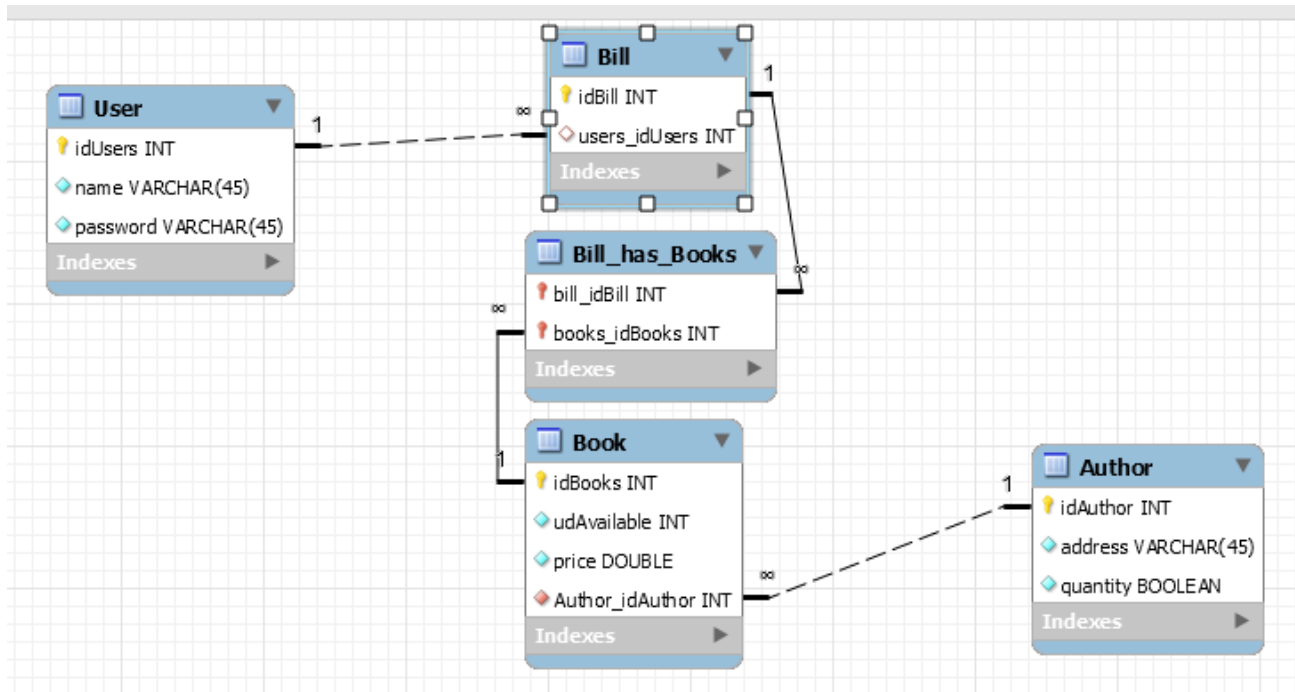 User
idUsers INT
name VARCHAR(45)
password VARCHAR(45)
Indexes
1
∞
Bill
idBill INT
users_idUsers INT
Indexes
1
∞
Bill_has_Books
bill_idBill INT
books_idBooks INT
Indexes
∞
1
Book
idBooks INT
udAvailable INT
price DOUBLE
Author_idAuthor INT
Indexes
∞
1
Author
idAuthor INT
address VARCHAR(45)
quantity BOOLEAN
Indexes